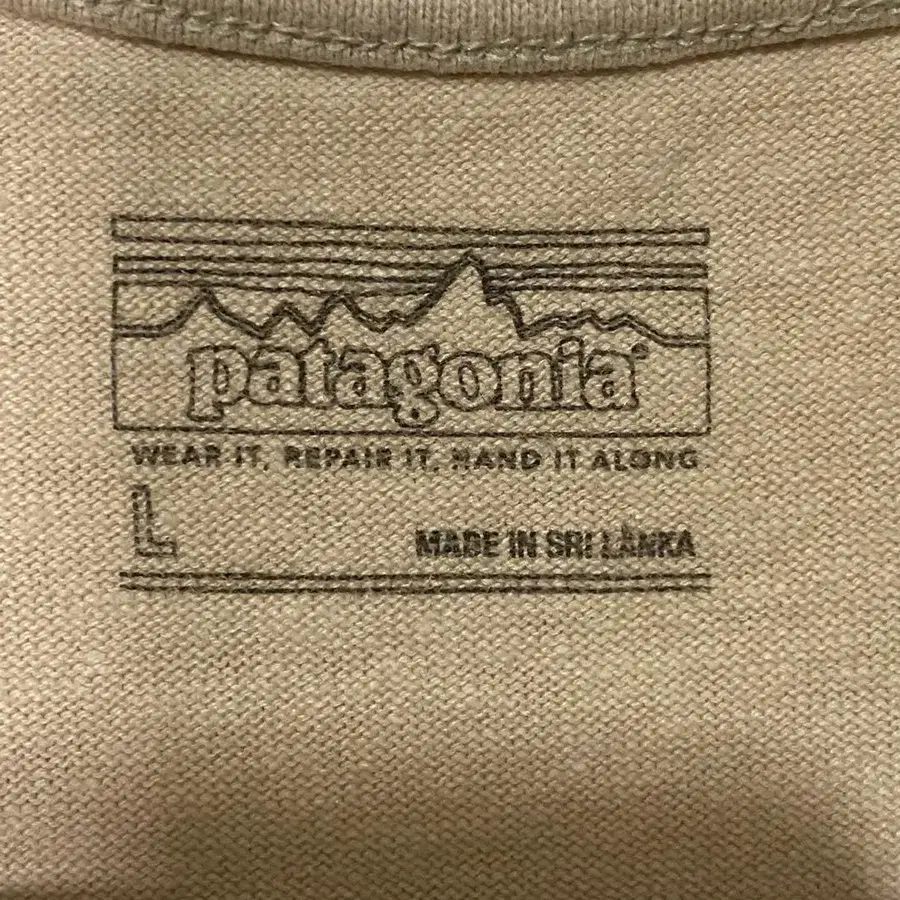 patagonia®
WEAR IT, REPAIR IT, HAND IT ALONG
L
MADE IN SRI LANKA